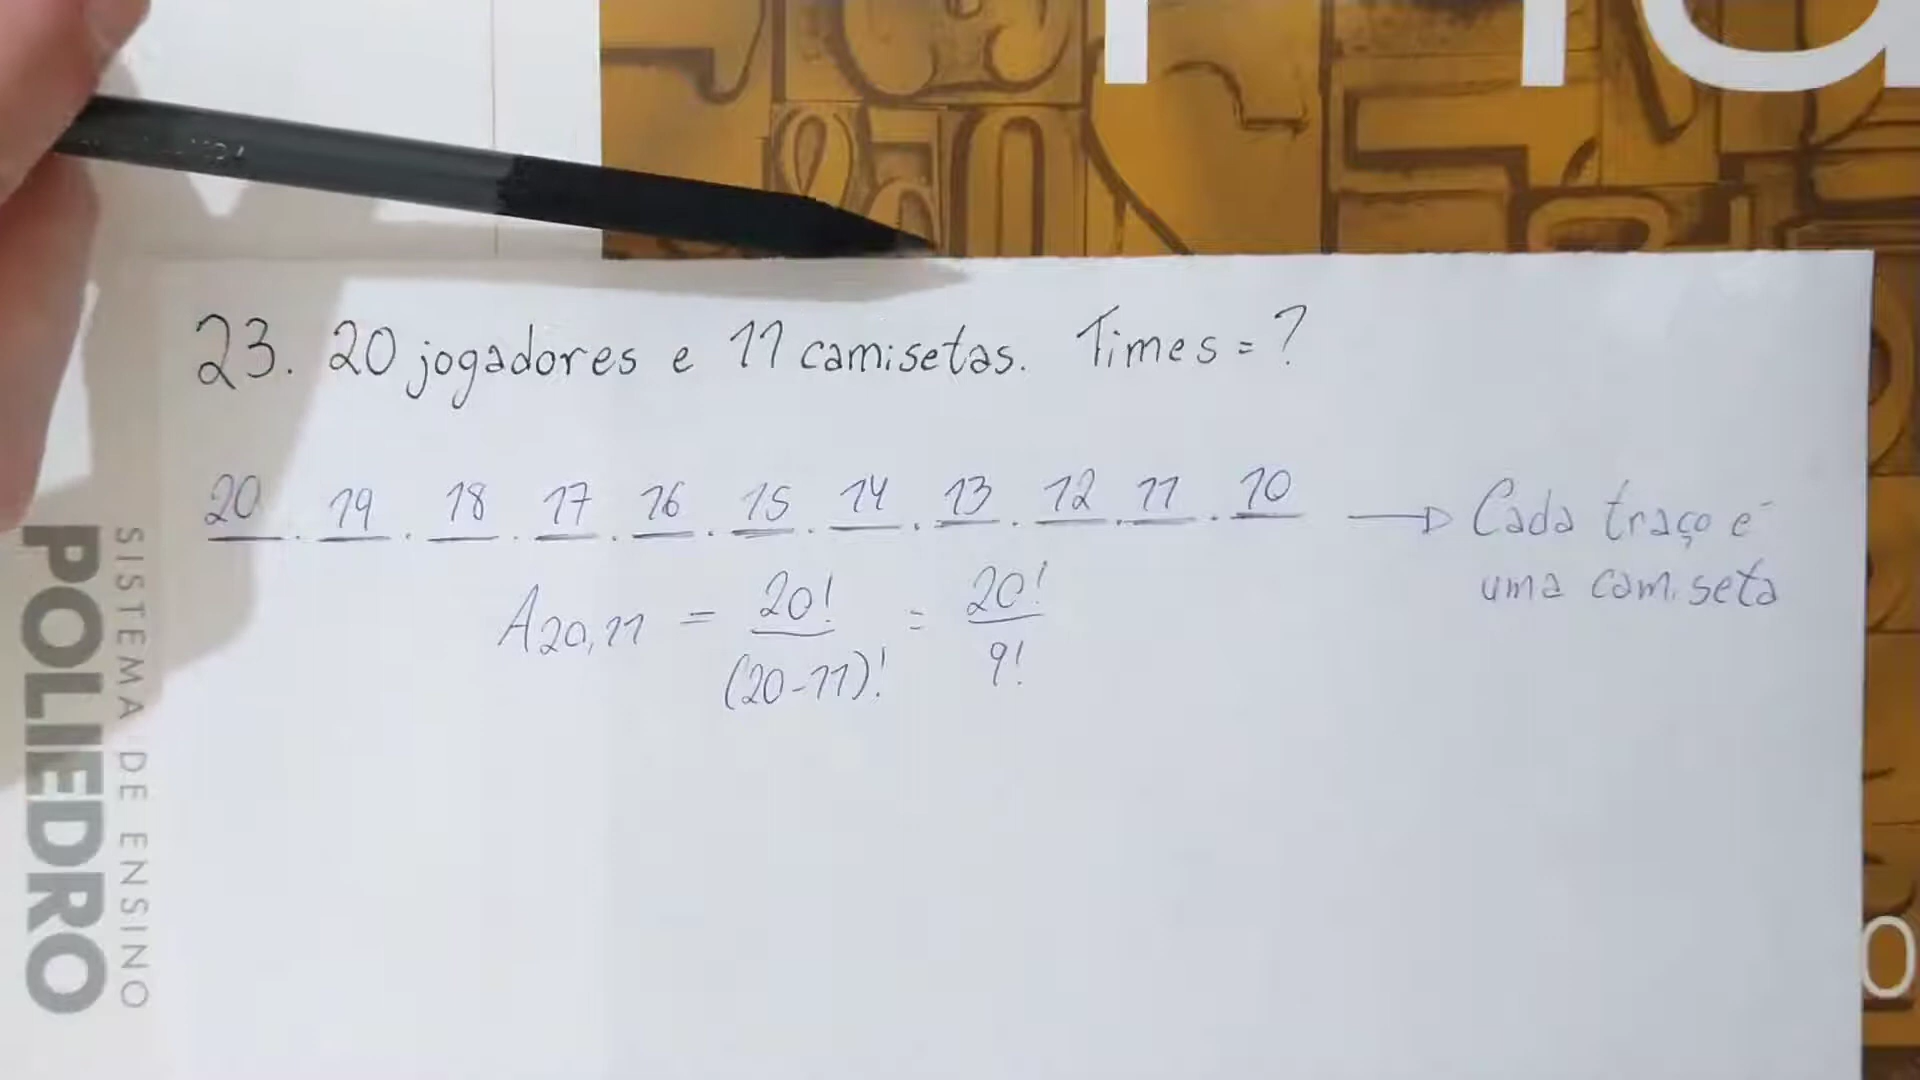 23. 20 jogadores e 11 camisetas. Times = ?
20 . 19 . 18 . 17 . 16 . 15 . 14 . 13 . 12 . 11 . 10 → Cada traço é
uma camiseta
A20,11 = 20!/(20-11)! = 20!/9!
SISTEMA DE ENSINO
POLIEDRO